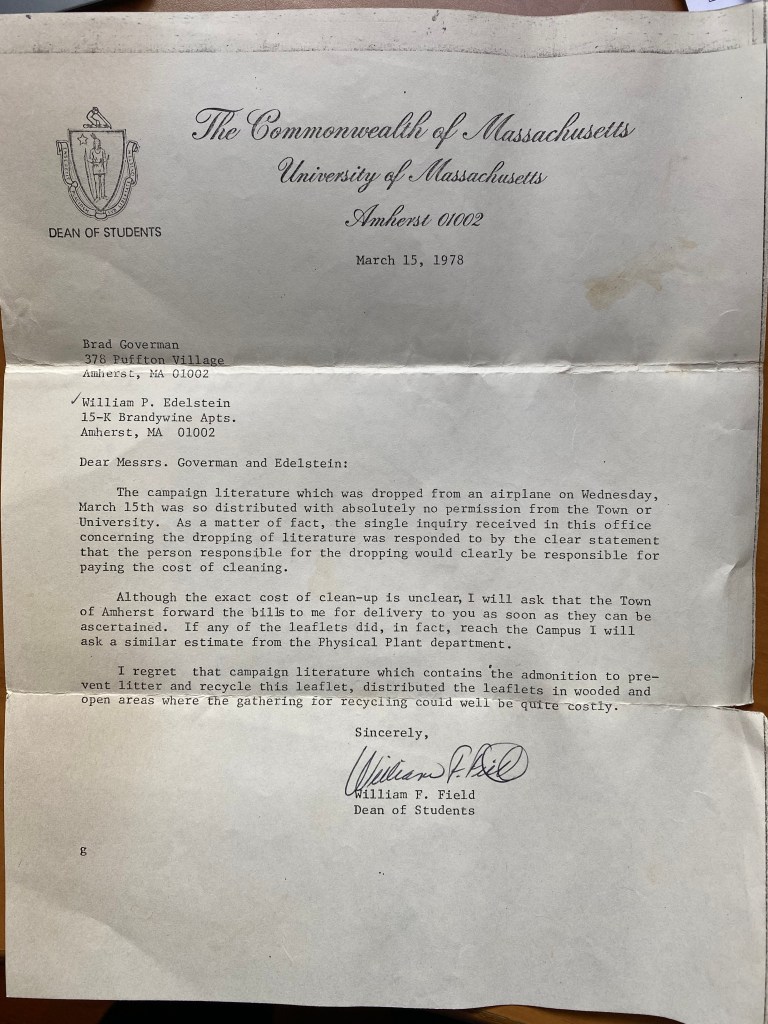 The Commonwealth of Massachusetts
University of Massachusetts
Amherst 01002
DEAN OF STUDENTS
March 15, 1978
Brad Goverman
378 Puffton Village
Amherst, MA 01002
✓William P. Edelstein
15-K Brandywine Apts.
Amherst, MA  01002
Dear Messrs. Goverman and Edelstein:
The campaign literature which was dropped from an airplane on Wednesday,
March 15th was so distributed with absolutely no permission from the Town or
University.  As a matter of fact, the single inquiry received in this office
concerning the dropping of literature was responded to by the clear statement
that the person responsible for the dropping would clearly be responsible for
paying the cost of cleaning.
Although the exact cost of clean-up is unclear, I will ask that the Town
of Amherst forward the bills to me for delivery to you as soon as they can be
ascertained.  If any of the leaflets did, in fact, reach the Campus I will
ask a similar estimate from the Physical Plant department.
I regret  that campaign literature which contains the admonition to pre-
vent litter and recycle this leaflet, distributed the leaflets in wooded and
open areas where the gathering for recycling could well be quite costly.
Sincerely,
William F. Field
William F. Field
Dean of Students
g